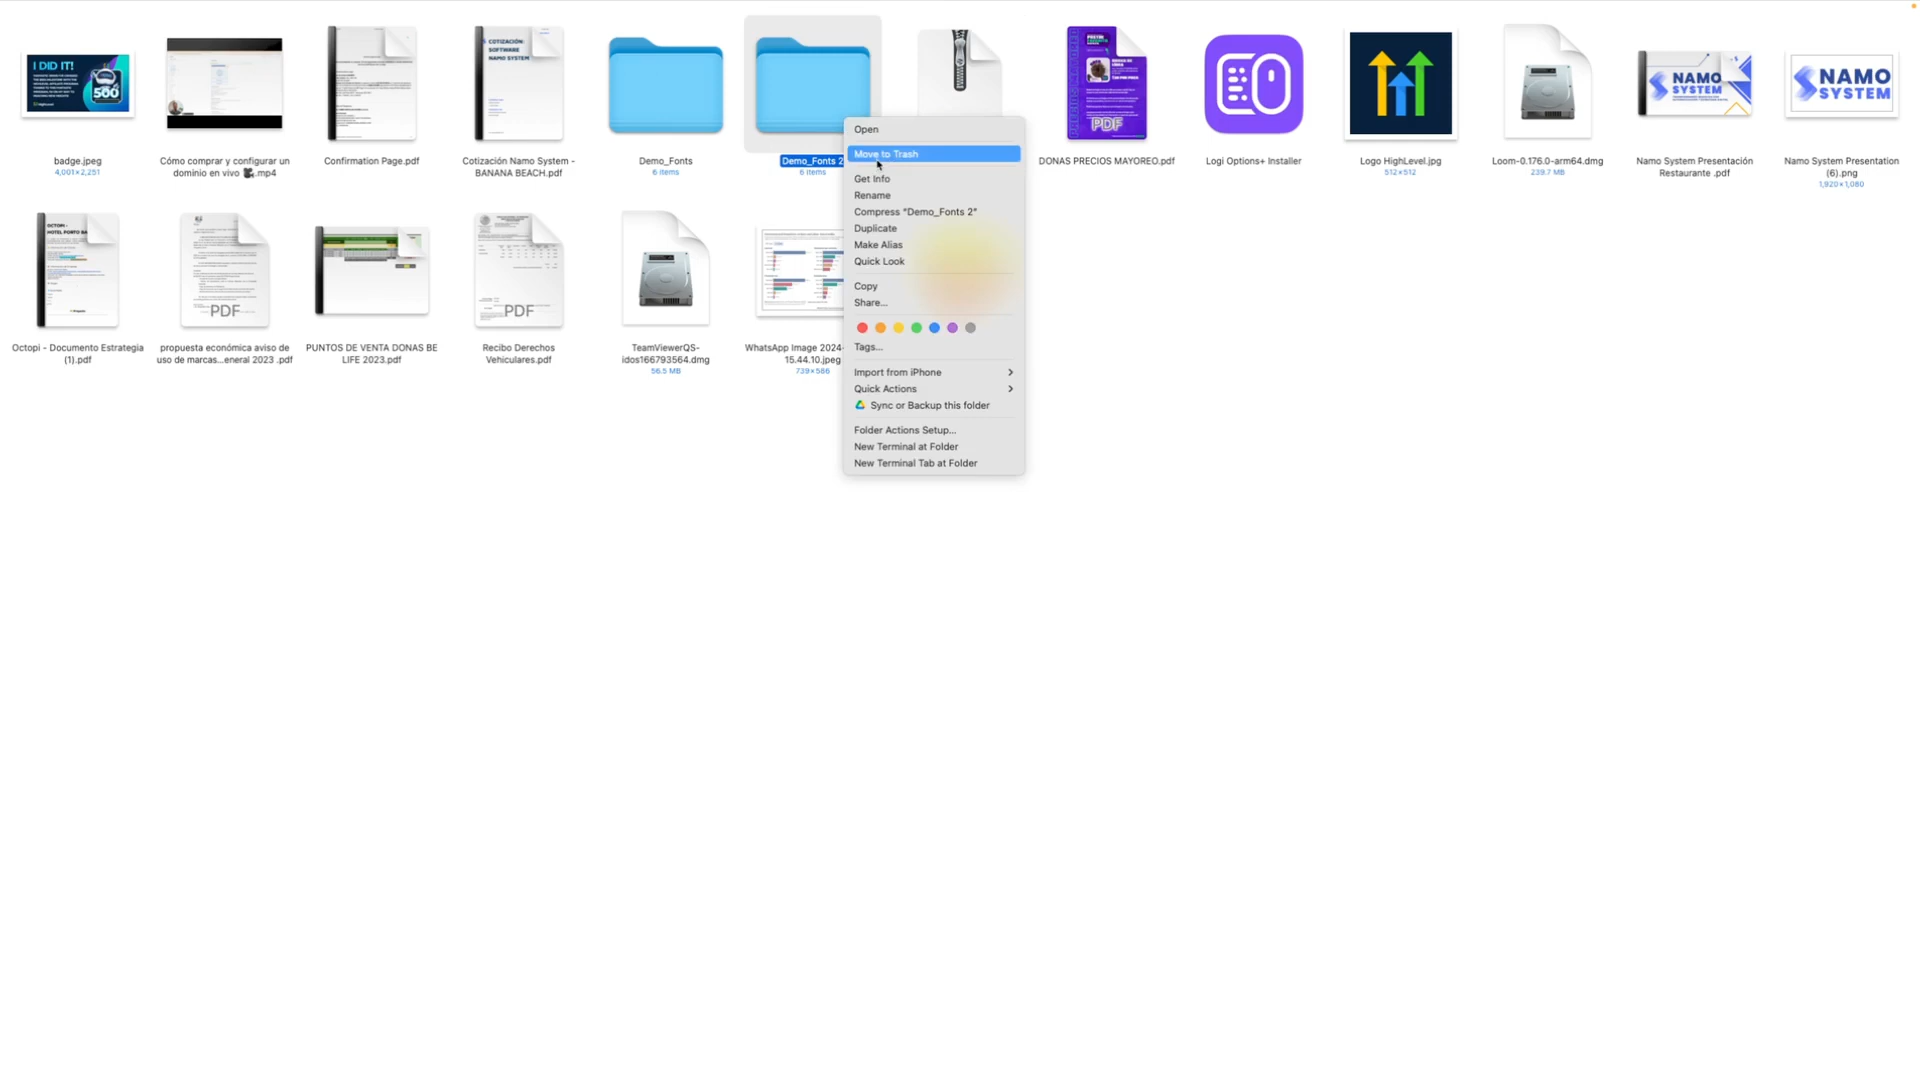 I DID IT!
500
COTIZACIÓN:
SOFTWARE
NAMO SYSTEM
PDF
NAMO
SYSTEM
NAMO
SYSTEM
badge.jpeg
4,001×2,251
Cómo comprar y configurar un
dominio en vivo 📽.mp4
Confirmation Page.pdf
Cotización Namo System -
BANANA BEACH.pdf
Demo_Fonts
6 items
Demo_Fonts 2
6 items
DONAS PRECIOS MAYOREO.pdf
Logi Options+ Installer
Logo HighLevel.jpg
512×512
Loom-0.176.0-arm64.dmg
239.7 MB
Namo System Presentación
Restaurante .pdf
Namo System Presentation
(6).png
1,920×1,080
Open
Move to Trash
Get Info
Rename
Compress "Demo_Fonts 2"
Duplicate
Make Alias
Quick Look
Copy
Share...
Tags...
Import from iPhone
Quick Actions
Sync or Backup this folder
Folder Actions Setup...
New Terminal at Folder
New Terminal Tab at Folder
OCTOPI -
PDF
PDF
Octopi - Documento Estrategia
(1).pdf
propuesta económica aviso de
uso de marcas...eneral 2023 .pdf
PUNTOS DE VENTA DONAS BE
LIFE 2023.pdf
Recibo Derechos
Vehiculares.pdf
TeamViewerQS-
idos166793564.dmg
56.5 MB
WhatsApp Image 2024-
15.44.10.jpeg
739×586